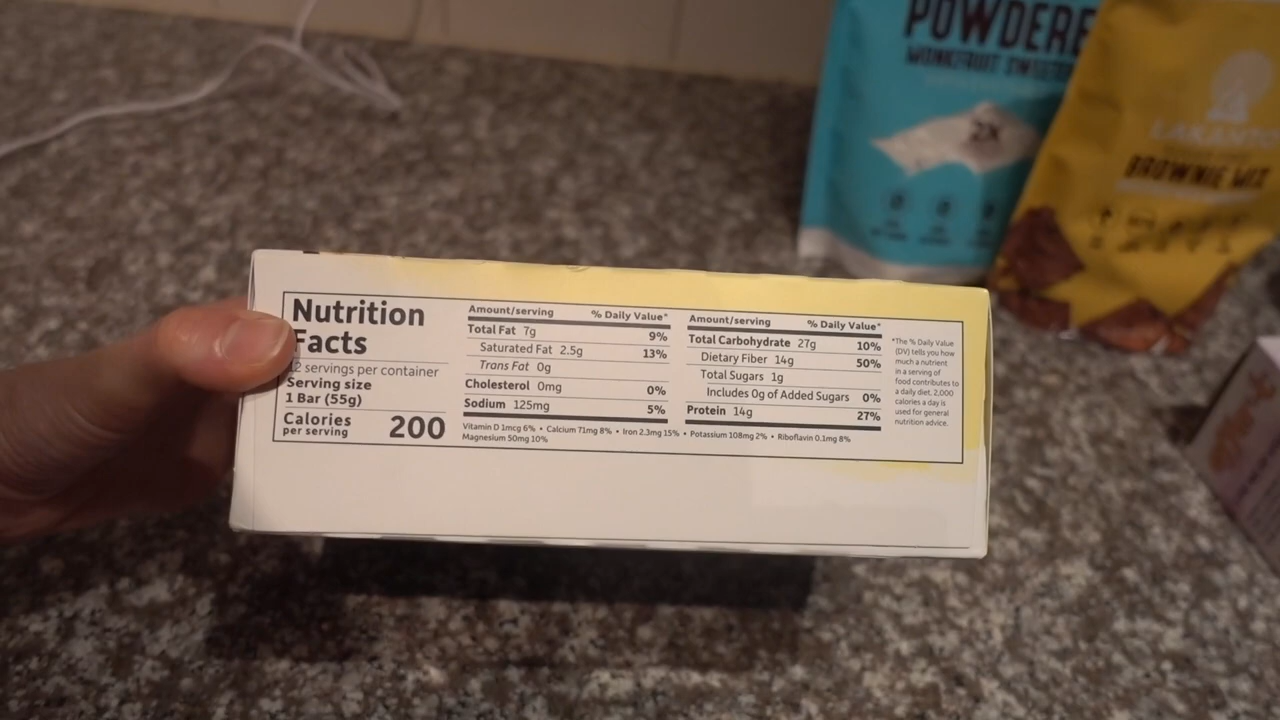 POWDERE
MONKFRUIT SWEETE
2X
LAKANTO
BROWNIE MIX
Nutrition
Facts
12 servings per container
Serving size
1 Bar (55g)
Calories
per serving
200
Amount/serving % Daily Value*
Total Fat 7g 9%
Saturated Fat 2.5g 13%
Trans Fat 0g
Cholesterol 0mg 0%
Sodium 125mg 5%
Amount/serving % Daily Value*
Total Carbohydrate 27g 10%
Dietary Fiber 14g 50%
Total Sugars 1g
Includes 0g of Added Sugars 0%
Protein 14g 27%
Vitamin D 1mcg 6% • Calcium 71mg 8% • Iron 2.3mg 15% • Potassium 108mg 2% • Riboflavin 0.1mg 8%
Magnesium 50mg 10%
*The % Daily Value
(DV) tells you how
much a nutrient
in a serving of
food contributes to
a daily diet. 2,000
calories a day is
used for general
nutrition advice.